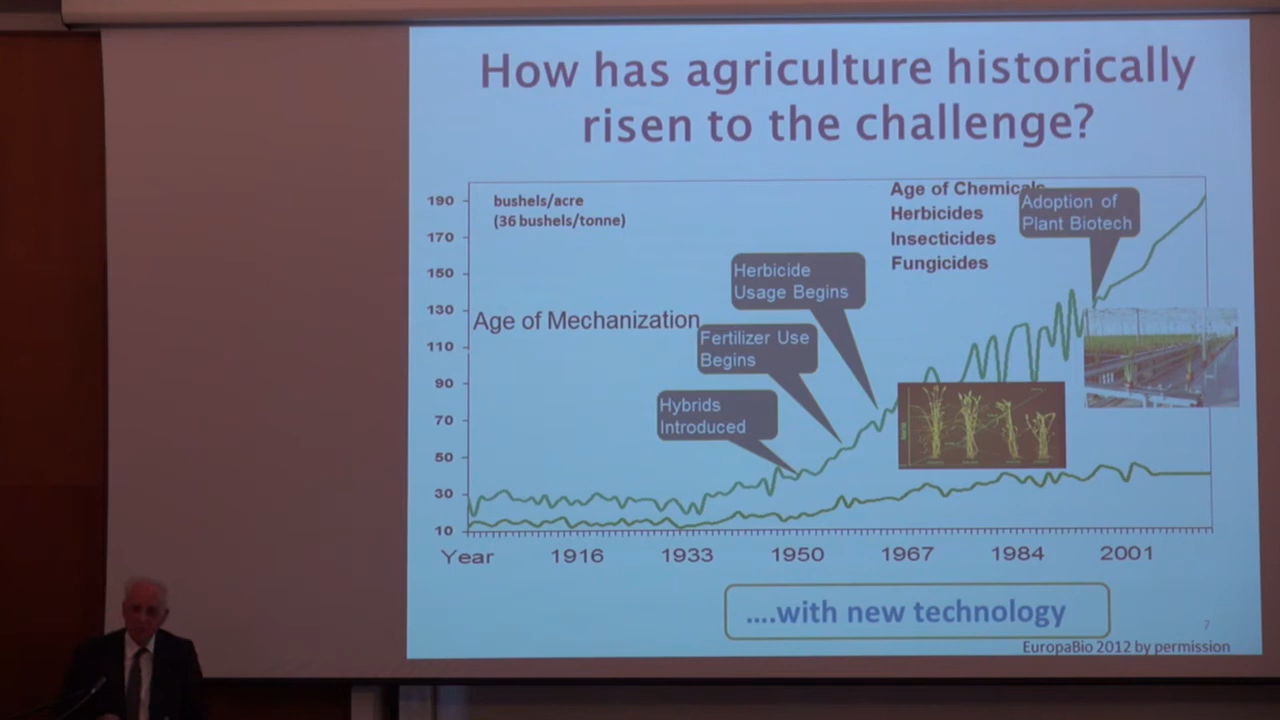 How has agriculture historically
risen to the challenge?
190
170
150
130
110
90
70
50
30
10
bushels/acre
(36 bushels/tonne)
Age of Mechanization
Hybrids
Introduced
Fertilizer Use
Begins
Herbicide
Usage Begins
Age of Chemicals
Herbicides
Insecticides
Fungicides
Adoption of
Plant Biotech
Year 1916 1933 1950 1967 1984 2001
....with new technology
7
EuropaBio 2012 by permission